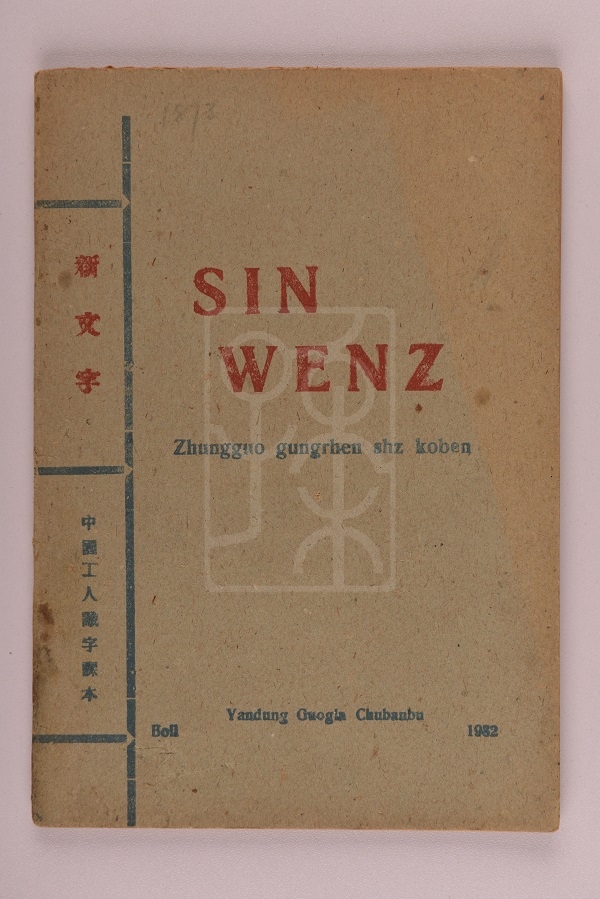 1873
新文字
SIN
WENZ
Zhungguo gungrhen shz koben
中國工人識字課本
Yandung Guogia Chubanbu
Boli 1932